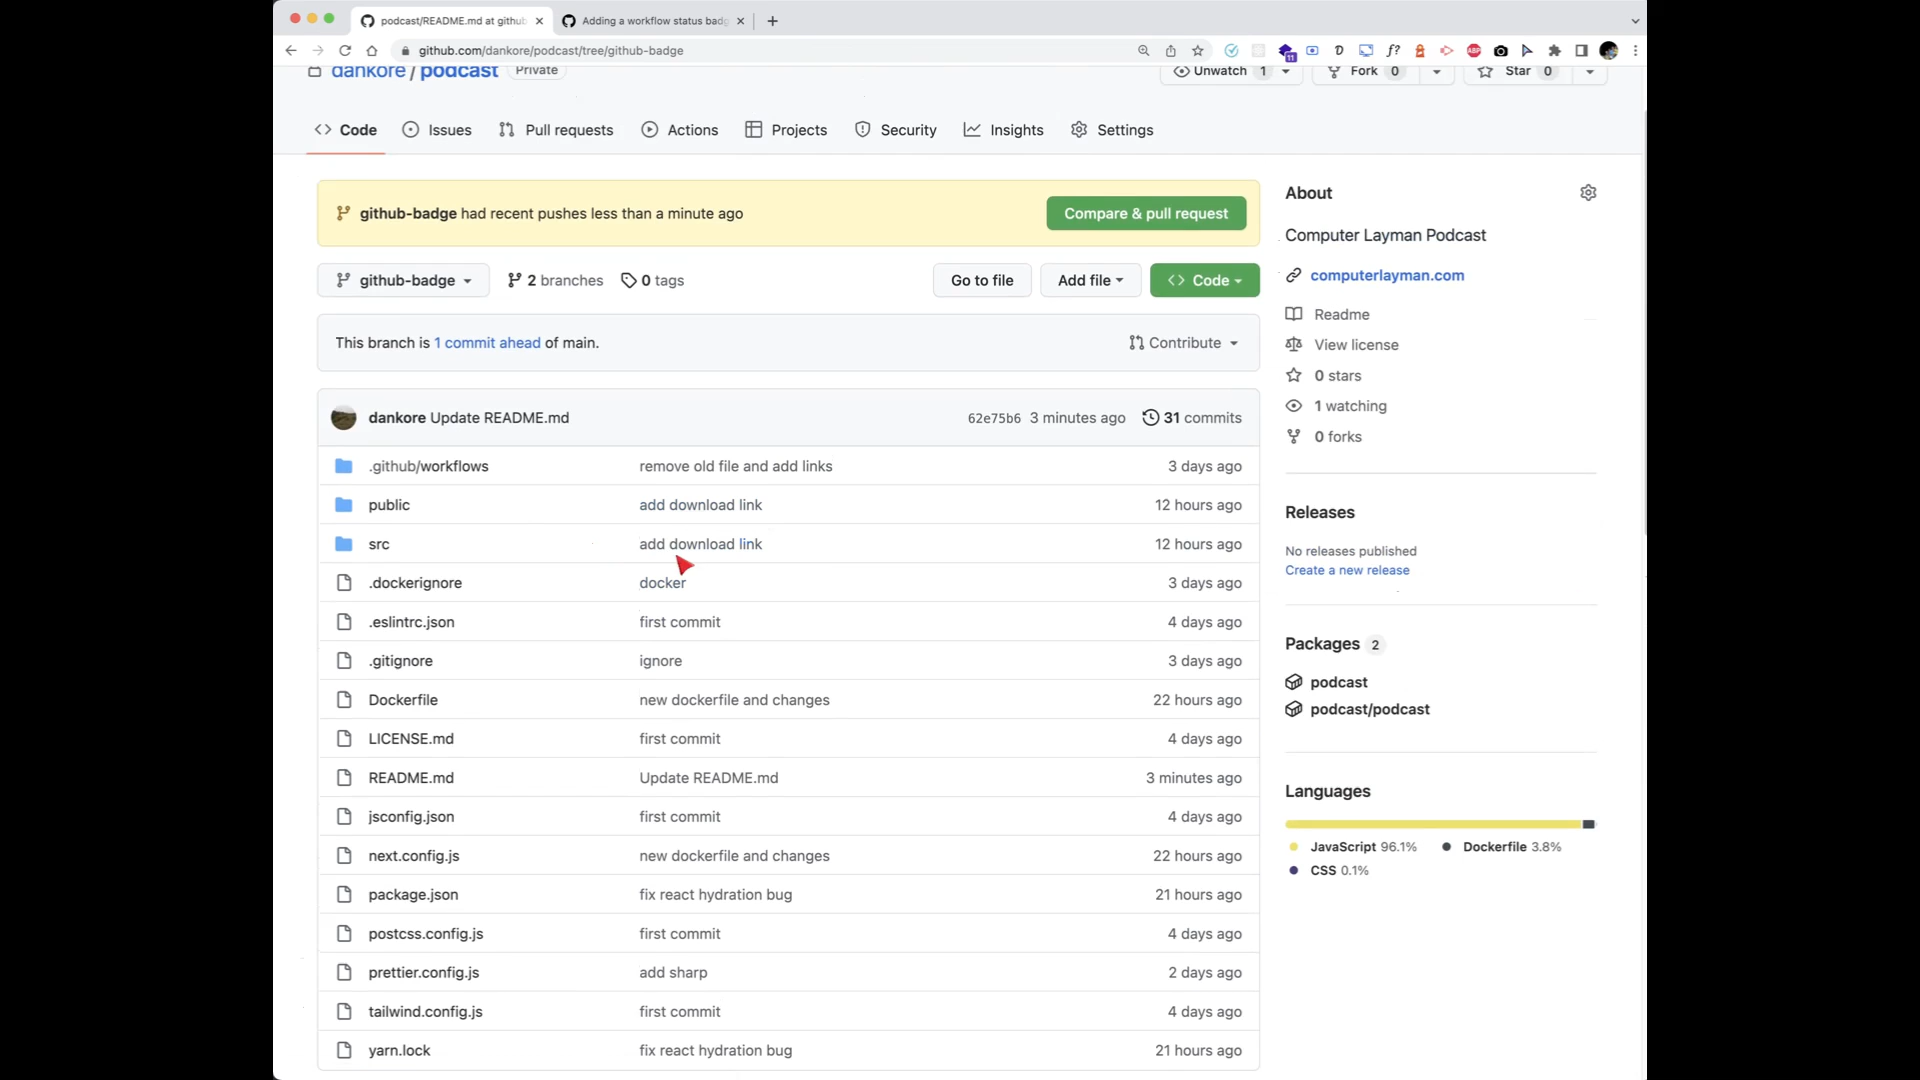 podcast/README.md at github
Adding a workflow status badg
github.com/dankore/podcast/tree/github-badge
11
dankore / podcast Private
Unwatch 1
Fork 0
Star 0
Code
Issues
Pull requests
Actions
Projects
Security
Insights
Settings
github-badge had recent pushes less than a minute ago
Compare & pull request
github-badge
2 branches
0 tags
Go to file
Add file
Code
This branch is 1 commit ahead of main.
Contribute
dankore Update README.md 62e75b6 3 minutes ago 31 commits
.github/workflows remove old file and add links 3 days ago
public add download link 12 hours ago
src add download link 12 hours ago
.dockerignore docker 3 days ago
.eslintrc.json first commit 4 days ago
.gitignore ignore 3 days ago
Dockerfile new dockerfile and changes 22 hours ago
LICENSE.md first commit 4 days ago
README.md Update README.md 3 minutes ago
jsconfig.json first commit 4 days ago
next.config.js new dockerfile and changes 22 hours ago
package.json fix react hydration bug 21 hours ago
postcss.config.js first commit 4 days ago
prettier.config.js add sharp 2 days ago
tailwind.config.js first commit 4 days ago
yarn.lock fix react hydration bug 21 hours ago
About
Computer Layman Podcast
computerlayman.com
Readme
View license
0 stars
1 watching
0 forks
Releases
No releases published
Create a new release
Packages 2
podcast
podcast/podcast
Languages
JavaScript 96.1% Dockerfile 3.8%
CSS 0.1%